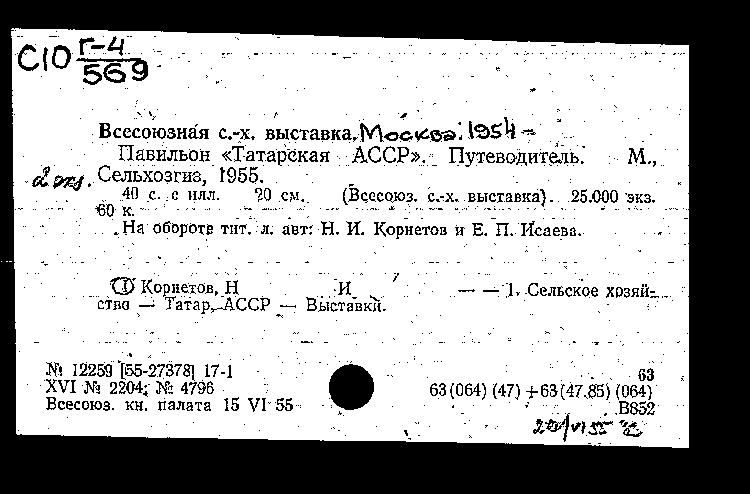 С10 Г-4
569
Всесоюзная с.-х. выставка. Москва. 1954 -
Павильон «Татарская АССР». Путеводитель. М.,
2 экз. Сельхозгиз, 1955.
40 с. с илл. 20 см. (Всесоюз. с.-х. выставка). 25.000 экз.
60 к.
На обороте тит. л. авт: Н. И. Корнетов и Е. П. Исаева.
I Корнетов, Н И — — 1. Сельское хозяй-
ство — Татар. АССР — Выставки.
№ 12259 [55-27378] 17-1
63
XVI № 2204; № 4796 63(064)(47)+63(47.85)(064)
Всесоюз. кн. палата 15 VI 55 В852